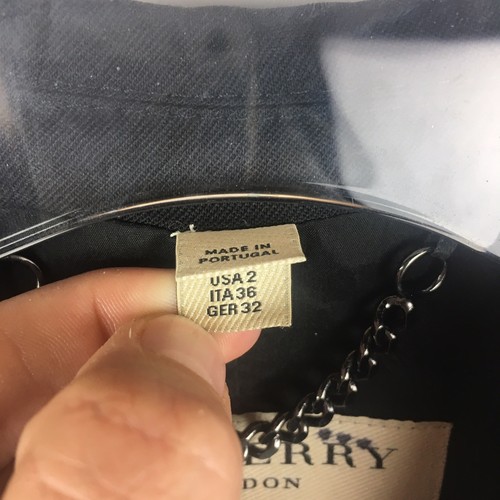 MADE IN
PORTUGAL
USA 2
ITA 36
GER 32
ERRY
DON